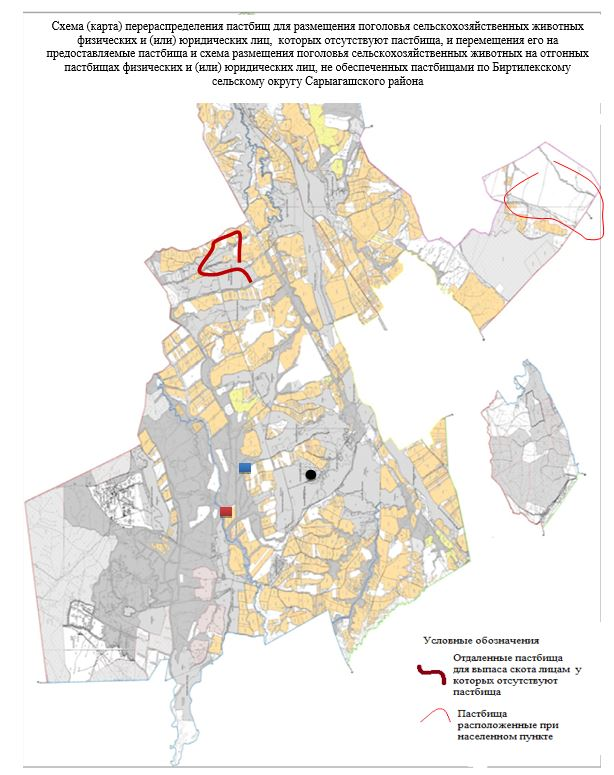 Схема (карта) перераспределения пастбищ для размещения поголовья сельскохозяйственных животных
физических и (или) юридических лиц,  которых отсутствуют пастбища, и перемещения его на
предоставляемые пастбища и схема размещения поголовья сельскохозяйственных животных на отгонных
пастбищах физических и (или) юридических лиц, не обеспеченных пастбищами по Биртилекскому
сельскому округу Сарыагашского района
Условные обозначения
Отдаленные пастбища
для выпаса скота лицам  у
которых отсутствуют
пастбища
Пастбища
расположенные при
населенном пункте